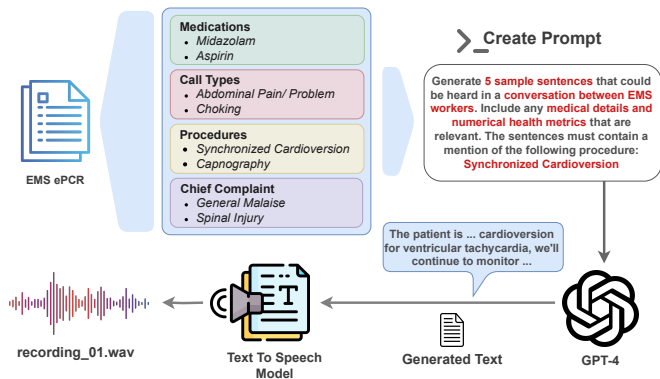 EMS ePCR
Medications
• Midazolam
• Aspirin
Call Types
• Abdominal Pain/ Problem
• Choking
Procedures
• Synchronized Cardioversion
• Capnography
Chief Complaint
• General Malaise
• Spinal Injury
>_ Create Prompt
Generate 5 sample sentences that could
be heard in a conversation between EMS
workers. Include any medical details and
numerical health metrics that are
relevant. The sentences must contain a
mention of the following procedure:
Synchronized Cardioversion
The patient is ... cardioversion
for ventricular tachycardia, we'll
continue to monitor ...
GPT-4
Generated Text
T
Text To Speech
Model
recording_01.wav